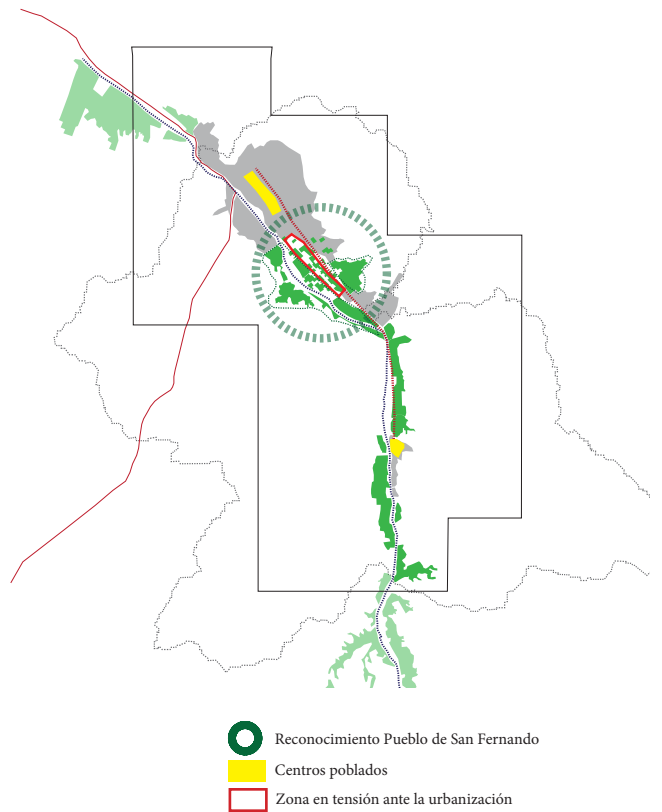 Reconocimiento Pueblo de San Fernando
Centros poblados
Zona en tensión ante la urbanización